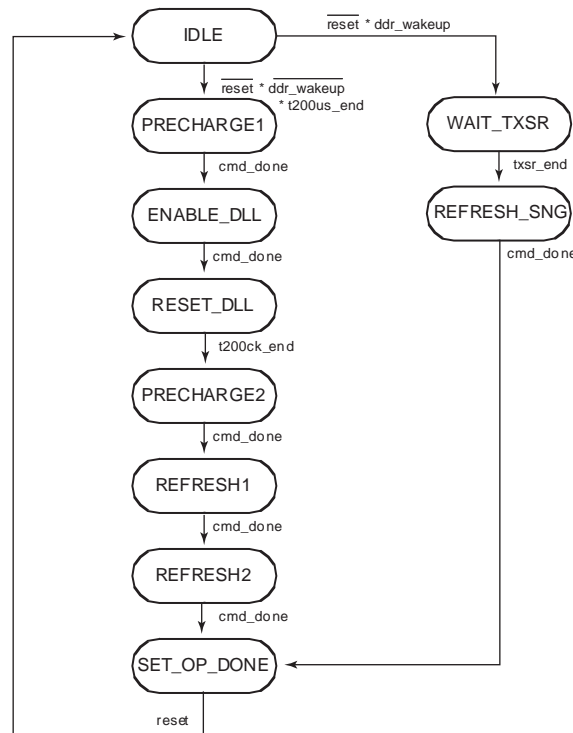 IDLE
reset * ddr_wakeup
reset * ddr_wakeup
* t200us_end
PRECHARGE1
WAIT_TXSR
cmd_done
txsr_end
ENABLE_DLL
REFRESH_SNG
cmd_done
cmd_done
RESET_DLL
t200ck_end
PRECHARGE2
cmd_done
REFRESH1
cmd_done
REFRESH2
cmd_done
SET_OP_DONE
reset